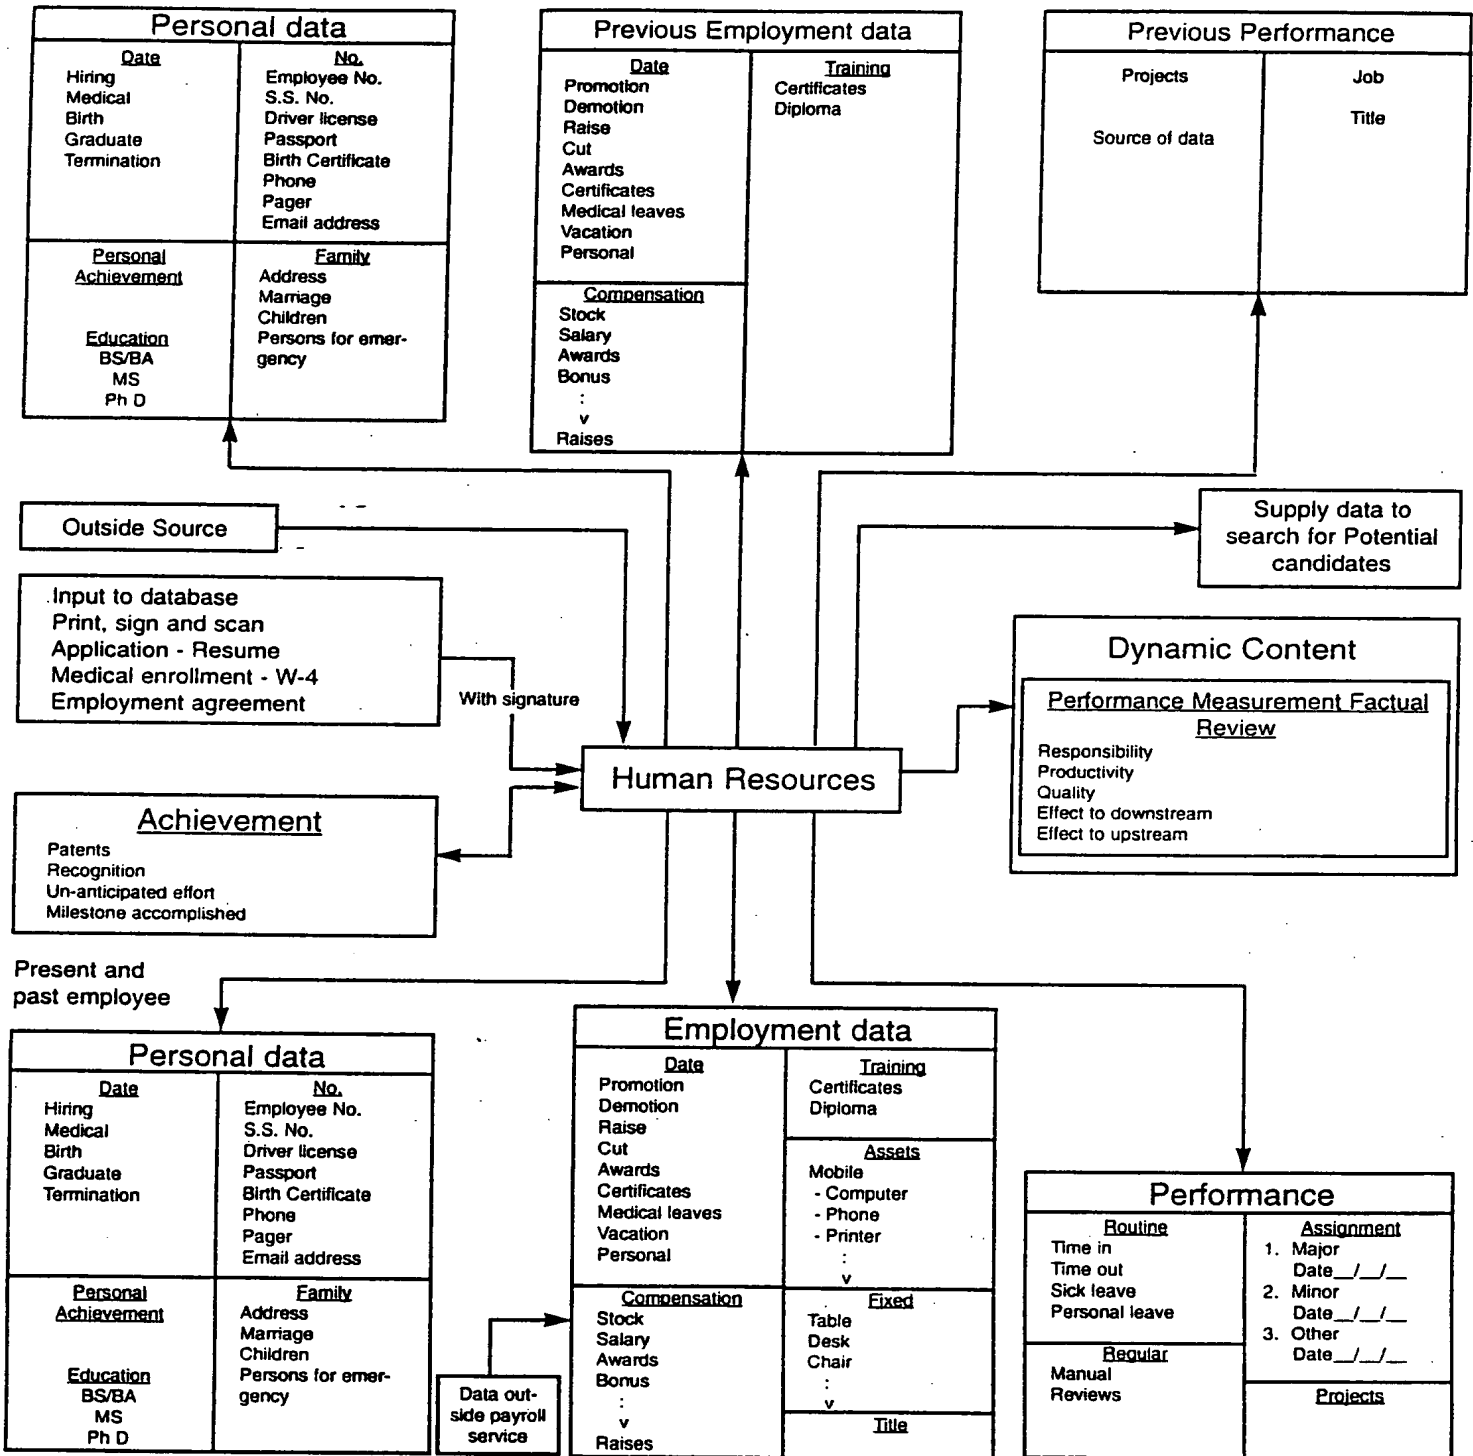 Personal data
Date
Hiring
Medical
Birth
Graduate
Termination
No.
Employee No.
S.S. No.
Driver license
Passport
Birth Certificate
Phone
Pager
Email address
Personal
Achievement
Education
BS/BA
MS
Ph D
Family
Address
Marriage
Children
Persons for emer-
gency
Previous Employment data
Date
Promotion
Demotion
Raise
Cut
Awards
Certificates
Medical leaves
Vacation
Personal
Training
Certificates
Diploma
Compensation
Stock
Salary
Awards
Bonus
:
v
Raises
Previous Performance
Projects
Source of data
Job
Title
Outside Source
Supply data to
search for Potential
candidates
Input to database
Print, sign and scan
Application - Resume
Medical enrollment - W-4
Employment agreement
With signature
Dynamic Content
Performance Measurement Factual
Review
Responsibility
Productivity
Quality
Effect to downstream
Effect to upstream
Human Resources
Achievement
Patents
Recognition
Un-anticipated effort
Milestone accomplished
Present and
past employee
Personal data
Date
Hiring
Medical
Birth
Graduate
Termination
No.
Employee No.
S.S. No.
Driver license
Passport
Birth Certificate
Phone
Pager
Email address
Personal
Achievement
Education
BS/BA
MS
Ph D
Family
Address
Marriage
Children
Persons for emer-
gency
Data out-
side payroll
service
Employment data
Date
Promotion
Demotion
Raise
Cut
Awards
Certificates
Medical leaves
Vacation
Personal
Compensation
Stock
Salary
Awards
Bonus
:
v
Raises
Training
Certificates
Diploma
Assets
Mobile
- Computer
- Phone
- Printer
:
v
Fixed
Table
Desk
Chair
:
v
Title
Performance
Routine
Time in
Time out
Sick leave
Personal leave
Regular
Manual
Reviews
Assignment
1. Major
Date__/__/__
2. Minor
Date__/__/__
3. Other
Date__/__/__
Projects